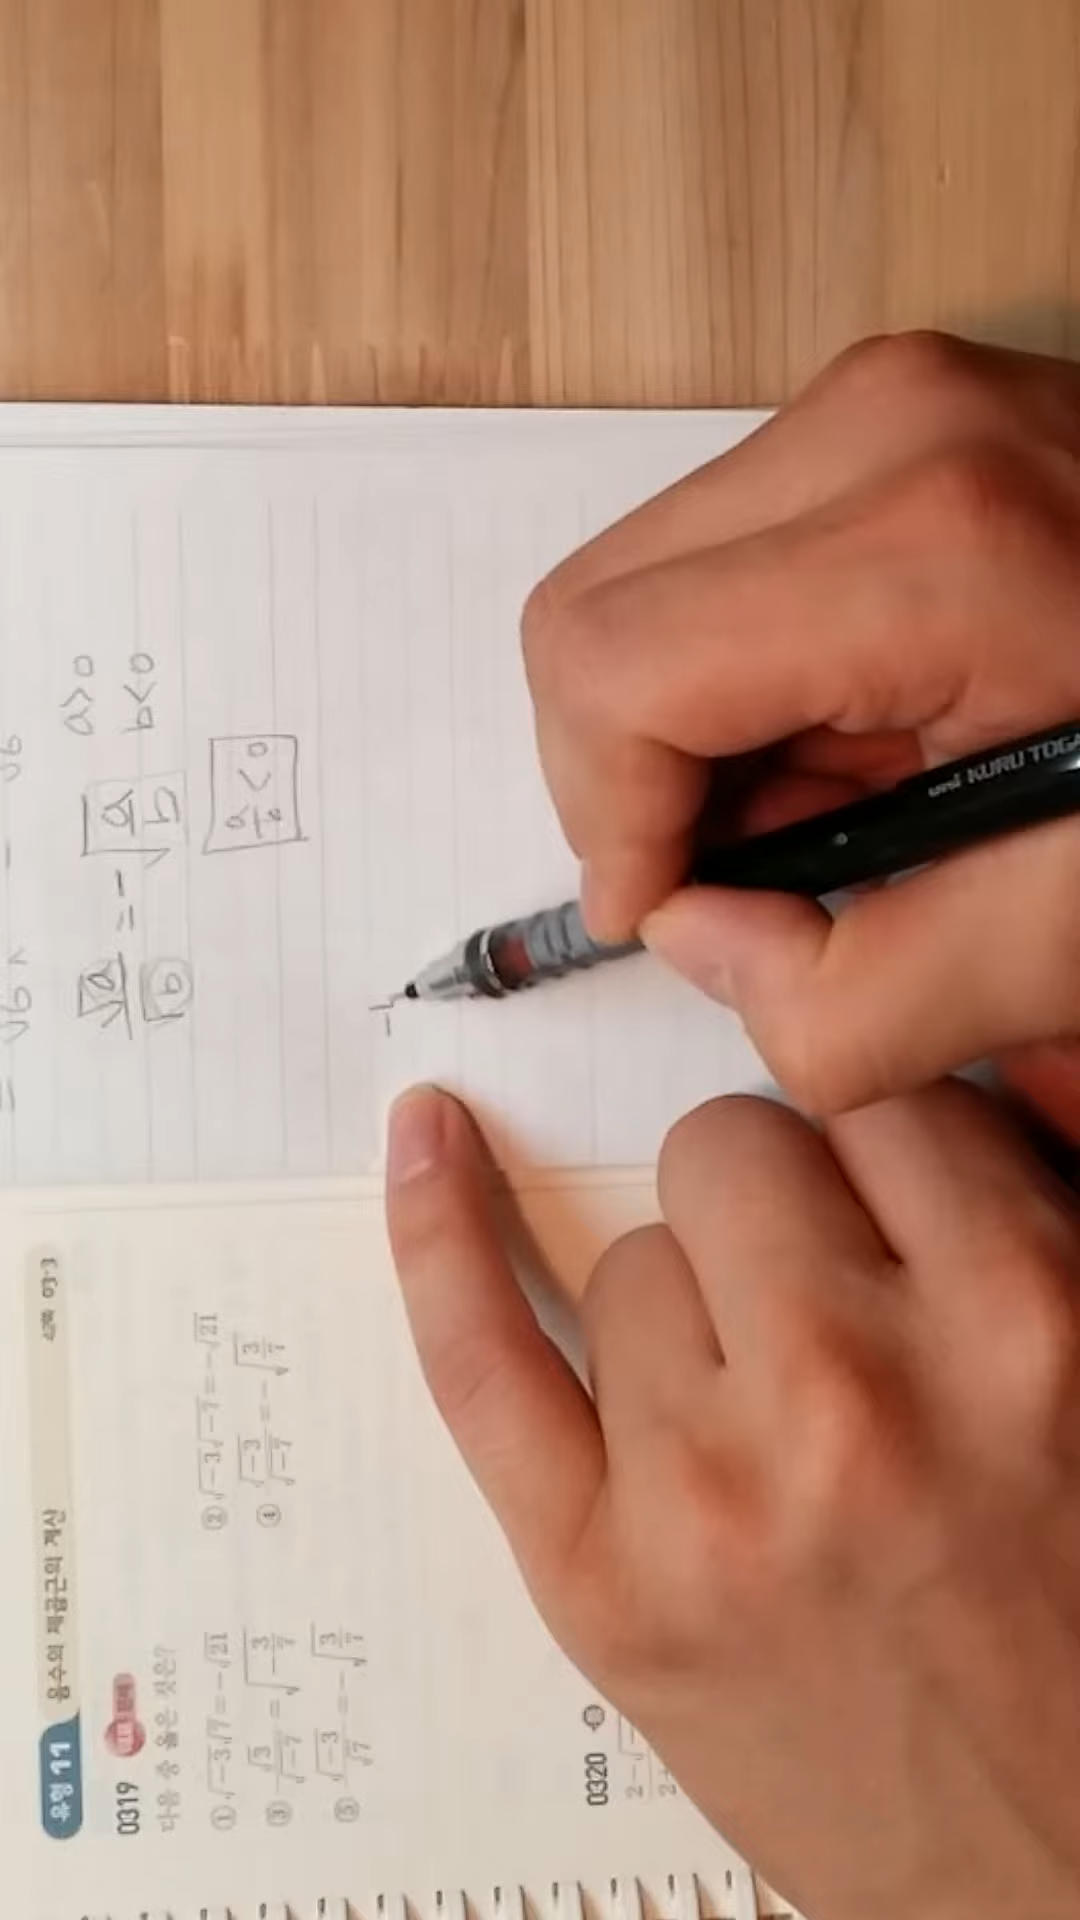 √a/√b = -√(a/b) a>0
b<0
a/b < 0
유형 11 음수의 제곱근의 계산
0319
다음 중 옳은 것은?
① √-3√7=-√21 ② √-3√-7=-√21
③ √3/√-7=√(-3/7) ④ √-3/√-7=-√(3/7)
⑤ √-3/√7=-√(3/7)
0320
uni KURU TOGA